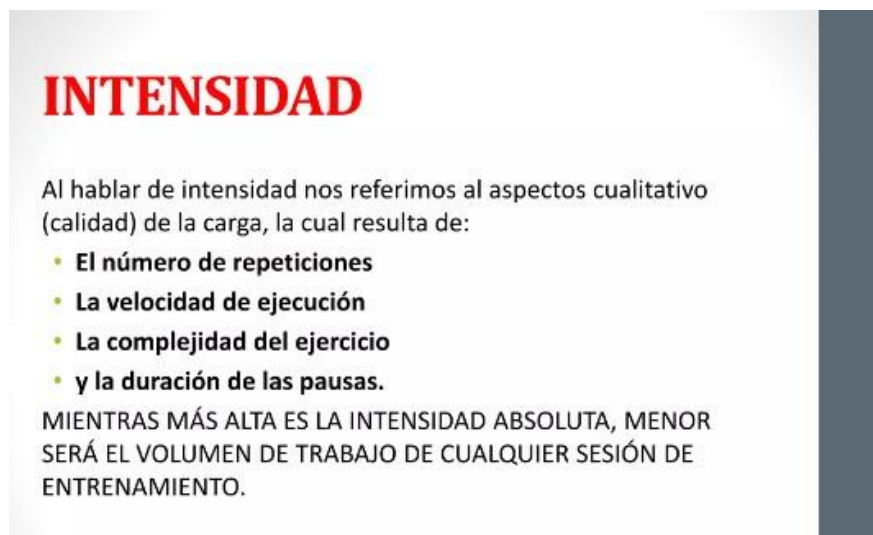 INTENSIDAD
Al hablar de intensidad nos referimos al aspectos cualitativo
(calidad) de la carga, la cual resulta de:
• El número de repeticiones
• La velocidad de ejecución
• La complejidad del ejercicio
• y la duración de las pausas.
MIENTRAS MÁS ALTA ES LA INTENSIDAD ABSOLUTA, MENOR
SERÁ EL VOLUMEN DE TRABAJO DE CUALQUIER SESIÓN DE
ENTRENAMIENTO.